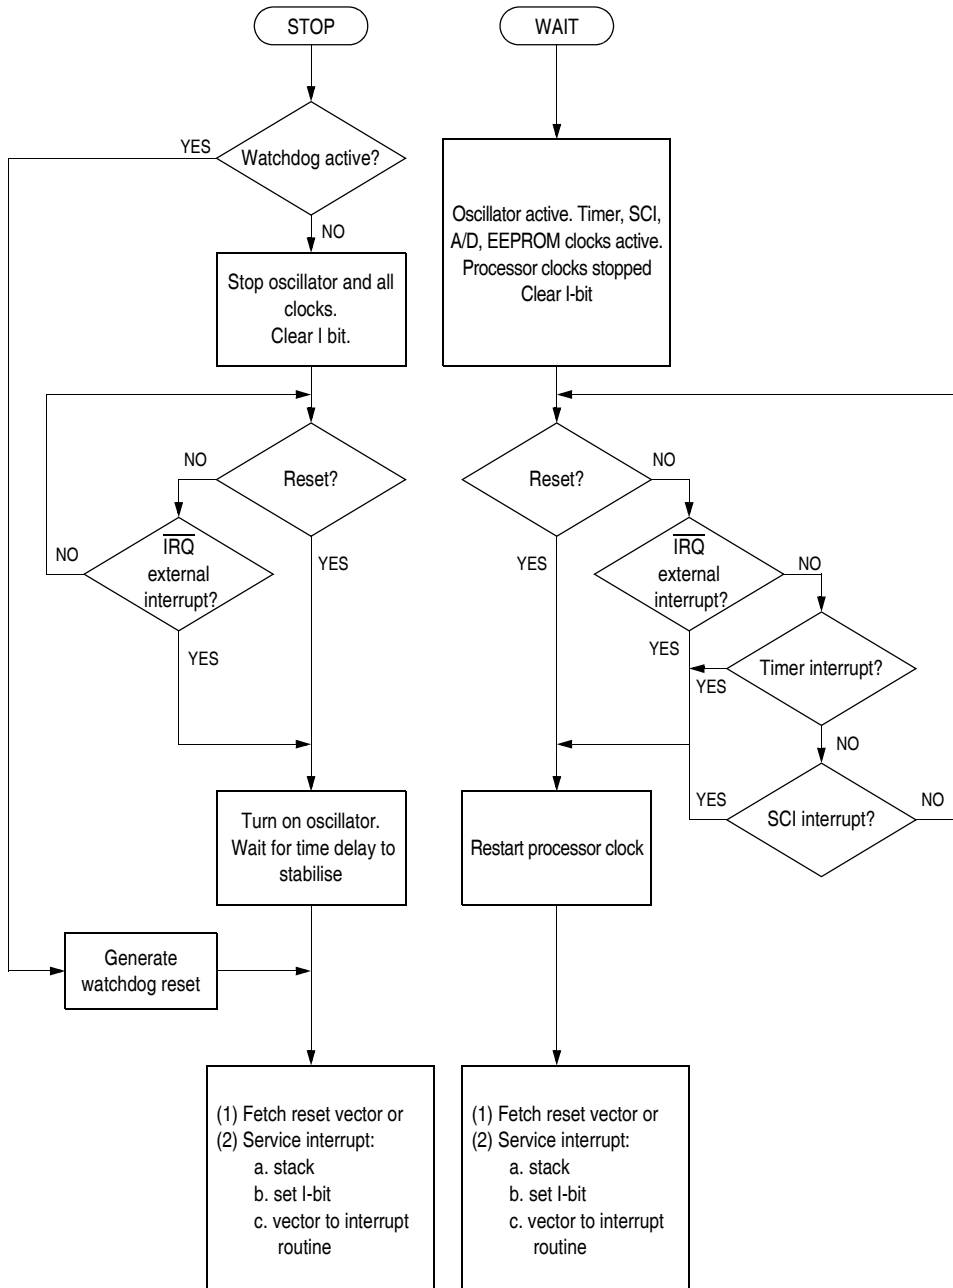 STOP
YES
Watchdog active?
NO
Stop oscillator and all
clocks.
Clear I bit.
NO
Reset?
NO
IRQ
external
interrupt?
YES
YES
Turn on oscillator.
Wait for time delay to
stabilise
Generate
watchdog reset
(1) Fetch reset vector or
(2) Service interrupt:
a. stack
b. set I-bit
c. vector to interrupt
routine
WAIT
Oscillator active. Timer, SCI,
A/D, EEPROM clocks active.
Processor clocks stopped
Clear I-bit
Reset?
NO
YES
IRQ
external
interrupt?
NO
YES
Timer interrupt?
YES
NO
YES
SCI interrupt?
NO
Restart processor clock
(1) Fetch reset vector or
(2) Service interrupt:
a. stack
b. set I-bit
c. vector to interrupt
routine